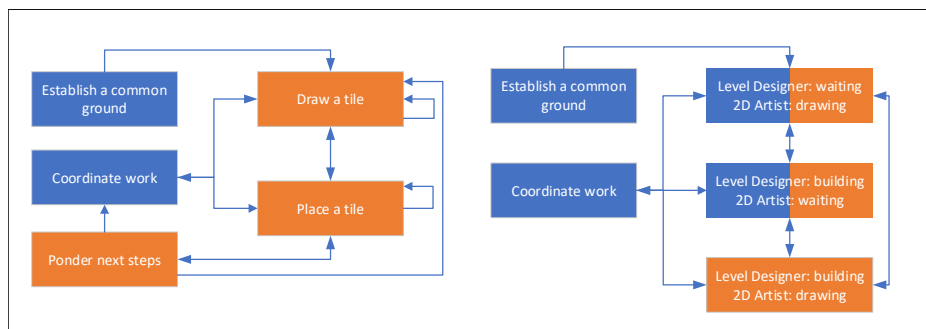 Establish a common
ground
Draw a tile
Coordinate work
Place a tile
Ponder next steps
Establish a common
ground
Level Designer: waiting
2D Artist: drawing
Coordinate work
Level Designer: building
2D Artist: waiting
Level Designer: building
2D Artist: drawing